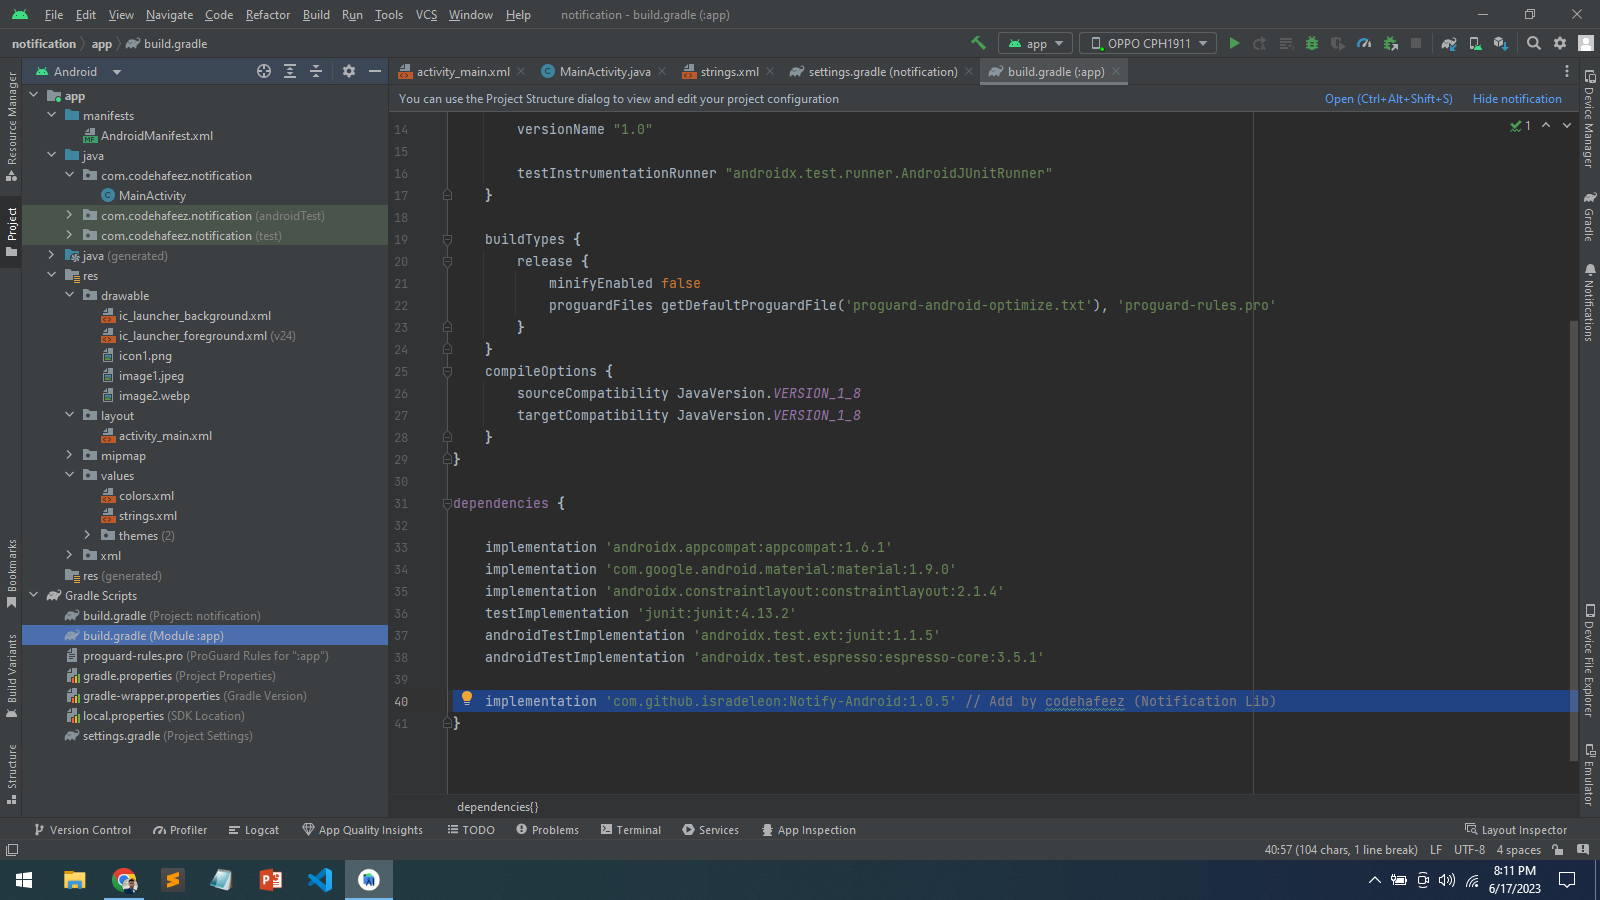 File Edit View Navigate Code Refactor Build Run Tools VCS Window Help notification - build.gradle (:app)
notification app build.gradle
app OPPO CPH1911
Android
activity_main.xml MainActivity.java strings.xml settings.gradle (notification) build.gradle (:app)
You can use the Project Structure dialog to view and edit your project configuration Open (Ctrl+Alt+Shift+S) Hide notification
Resource Manager
Project
Bookmarks
Build Variants
Structure
app
manifests
AndroidManifest.xml
java
com.codehafeez.notification
MainActivity
com.codehafeez.notification (androidTest)
com.codehafeez.notification (test)
java (generated)
res
drawable
ic_launcher_background.xml
ic_launcher_foreground.xml (v24)
icon1.png
image1.jpeg
image2.webp
layout
activity_main.xml
mipmap
values
colors.xml
strings.xml
themes (2)
xml
res (generated)
Gradle Scripts
build.gradle (Project: notification)
build.gradle (Module :app)
proguard-rules.pro (ProGuard Rules for ":app")
gradle.properties (Project Properties)
gradle-wrapper.properties (Gradle Version)
local.properties (SDK Location)
settings.gradle (Project Settings)
1
14 versionName "1.0"
15
16 testInstrumentationRunner "androidx.test.runner.AndroidJUnitRunner"
17 }
18
19 buildTypes {
20 release {
21 minifyEnabled false
22 proguardFiles getDefaultProguardFile('proguard-android-optimize.txt'), 'proguard-rules.pro'
23 }
24 }
25 compileOptions {
26 sourceCompatibility JavaVersion.VERSION_1_8
27 targetCompatibility JavaVersion.VERSION_1_8
28 }
29 }
30
31 dependencies {
32
33 implementation 'androidx.appcompat:appcompat:1.6.1'
34 implementation 'com.google.android.material:material:1.9.0'
35 implementation 'androidx.constraintlayout:constraintlayout:2.1.4'
36 testImplementation 'junit:junit:4.13.2'
37 androidTestImplementation 'androidx.test.ext:junit:1.1.5'
38 androidTestImplementation 'androidx.test.espresso:espresso-core:3.5.1'
39
40 implementation 'com.github.isradeleon:Notify-Android:1.0.5' // Add by codehafeez (Notification Lib)
41 }
dependencies{}
Device Manager
Gradle
Notifications
Device File Explorer
Emulator
Version Control Profiler Logcat App Quality Insights TODO Problems Terminal Services App Inspection Layout Inspector
40:57 (104 chars, 1 line break) LF UTF-8 4 spaces
8:11 PM
6/17/2023